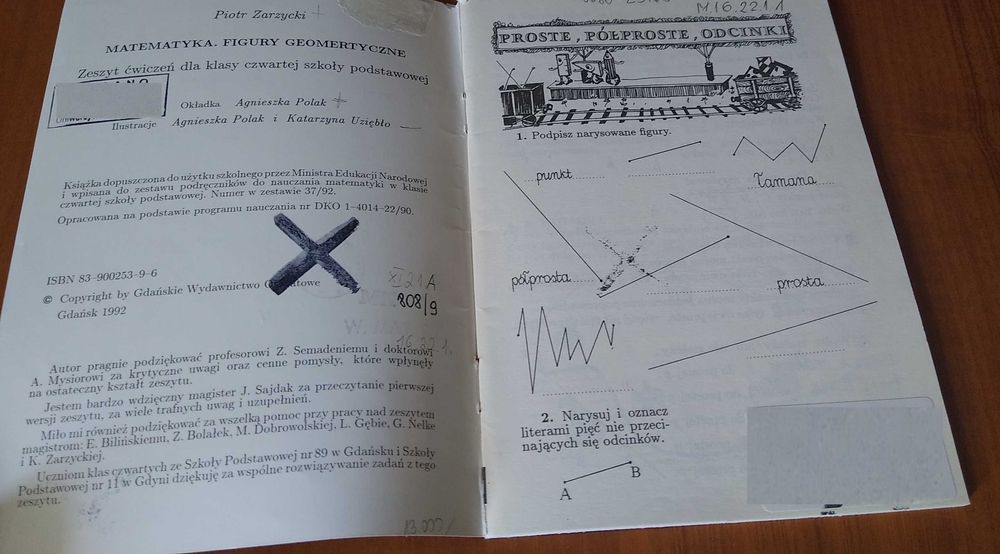 Piotr Zarzycki
MATEMATYKA. FIGURY GEOMERTYCZNE
Zeszyt ćwiczeń dla klasy czwartej szkoły podstawowej
Okładka Agnieszka Polak
Ilustracje Agnieszka Polak i Katarzyna Uziębło
Książka dopuszczona do użytku szkolnego przez Ministra Edukacji Narodowej
i wpisana do zestawu podręczników do nauczania matematyki w klasie
czwartej szkoły podstawowej. Numer w zestawie 37/92.
Opracowana na podstawie programu nauczania nr DKO 1-4014-22/90.
ISBN 83-900253-9-6
© Copyright by Gdańskie Wydawnictwo
Gdańsk 1992
XI 21A
808/9
Autor pragnie podziękować profesorowi Z. Semadeniemu i doktorowi
A. Mysiorowi za krytyczne uwagi oraz cenne pomysły, które wpłynęły
na ostateczny kształt zeszytu.
Jestem bardzo wdzięczny magister J. Sajdak za przeczytanie pierwszej
wersji zeszytu, za wiele trafnych uwag i uzupełnień.
Miło mi również podziękować za wszelką pomoc przy pracy nad zeszytem
magistrom: E. Bilińskiemu, Z. Bolałek, M. Dobrowolskiej, L. Gębie, G. Nelke
i K. Zarzyckiej.
Uczniom klas czwartych ze Szkoły Podstawowej nr 89 w Gdańsku i Szkoły
Podstawowej nr 11 w Gdyni dziękuję za wspólne rozwiązywanie zadań z tego
zeszytu.
M16.221.1
PROSTE, PÓŁPROSTE, ODCINKI
1. Podpisz narysowane figury.
punkt
łamana
półprosta
prosta
2. Narysuj i oznacz
literami pięć nie przeci-
nających się odcinków.
A
B